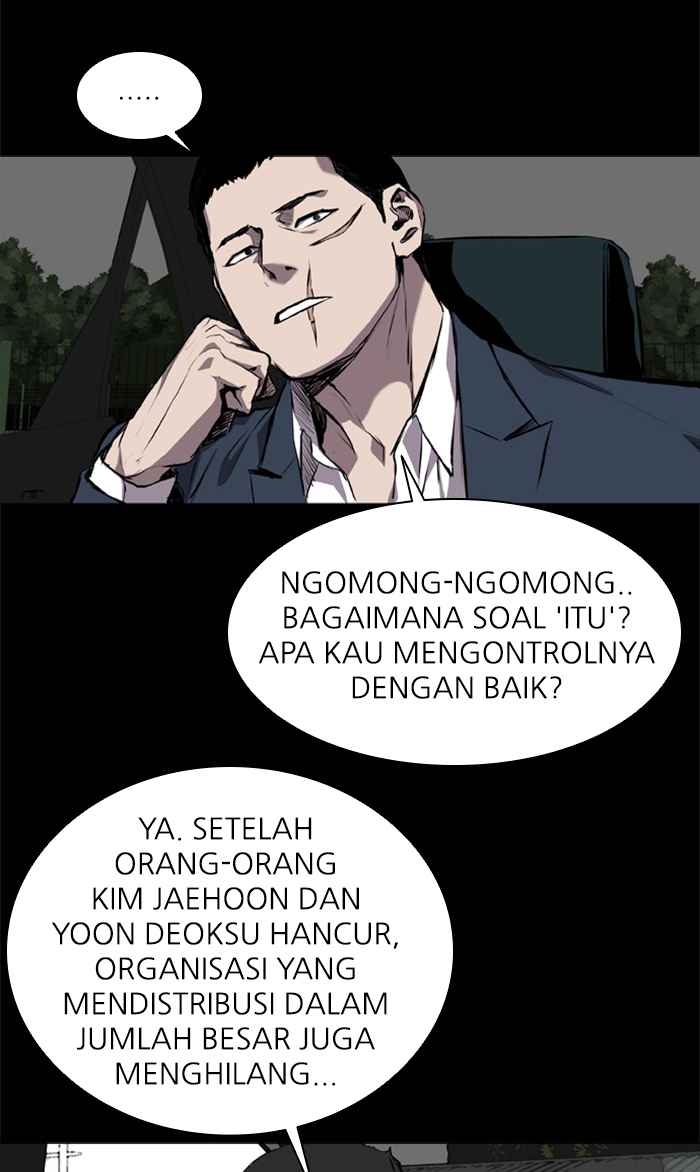 .....
NGOMONG-NGOMONG..
BAGAIMANA SOAL 'ITU'?
APA KAU MENGONTROLNYA
DENGAN BAIK?
YA. SETELAH
ORANG-ORANG
KIM JAEHOON DAN
YOON DEOKSU HANCUR,
ORGANISASI YANG
MENDISTRIBUSI DALAM
JUMLAH BESAR JUGA
MENGHILANG...